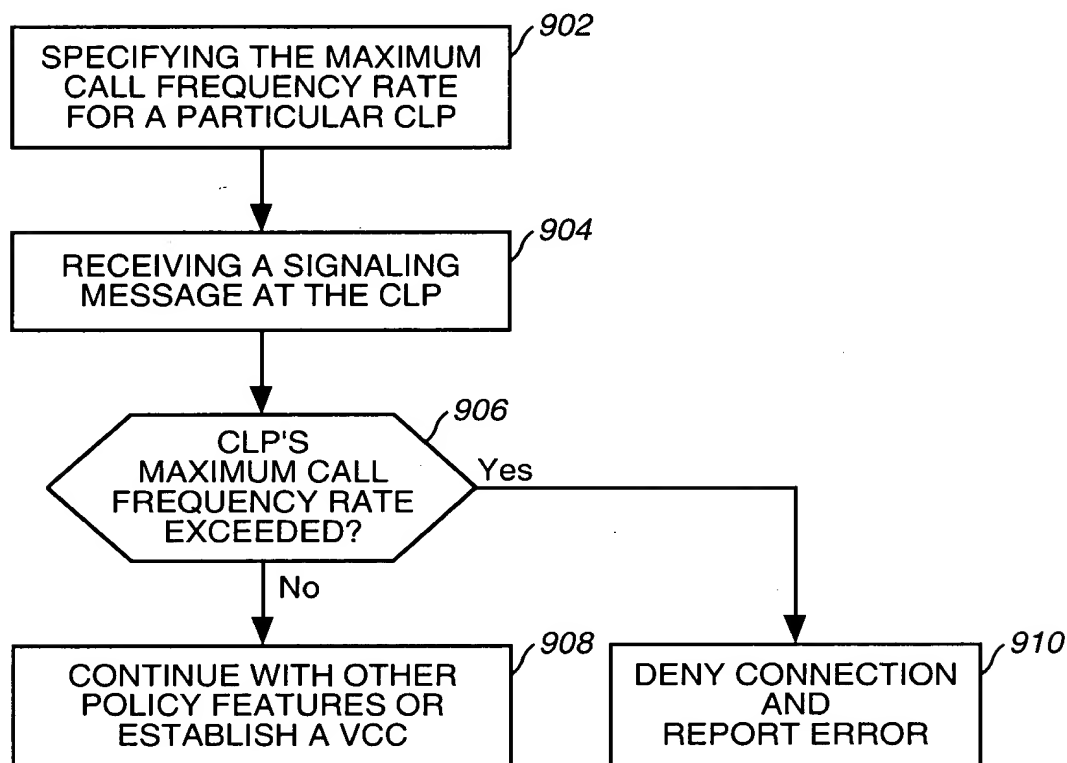 902
SPECIFYING THE MAXIMUM
CALL FREQUENCY RATE
FOR A PARTICULAR CLP
904
RECEIVING A SIGNALING
MESSAGE AT THE CLP
906
CLP'S
MAXIMUM CALL
FREQUENCY RATE
EXCEEDED?
Yes
No
908
CONTINUE WITH OTHER
POLICY FEATURES OR
ESTABLISH A VCC
910
DENY CONNECTION
AND
REPORT ERROR